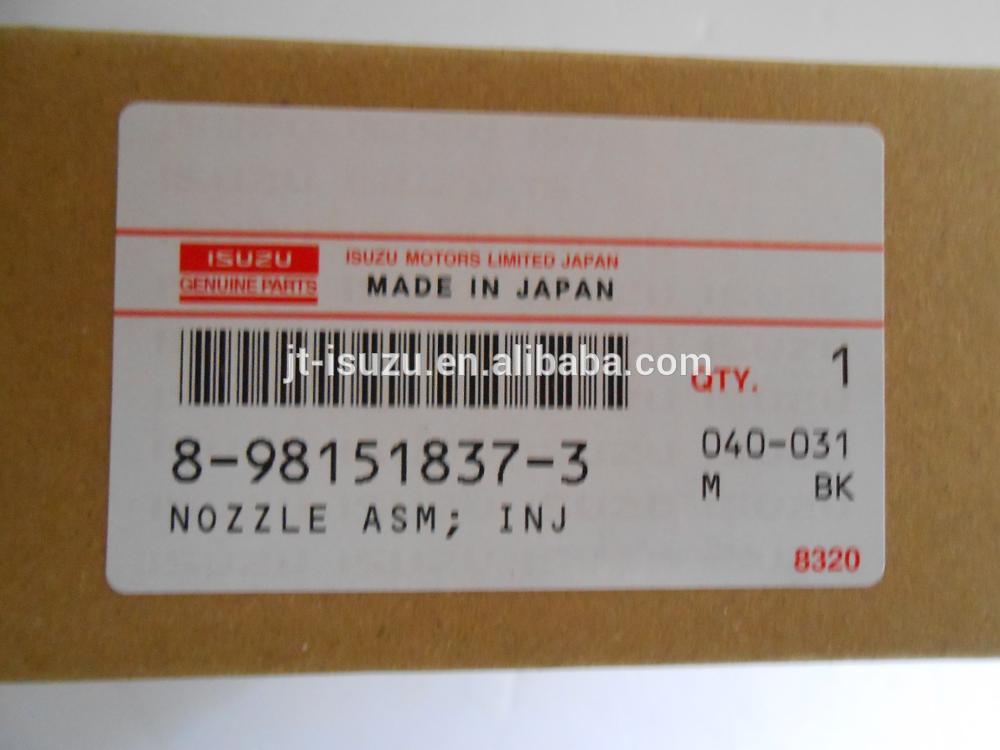 ISUZU
GENUINE PARTS
ISUZU MOTORS LIMITED JAPAN
MADE IN JAPAN
jt-isuzu.en.alibaba.com
QTY. 1
8-98151837-3
040-031
NOZZLE ASM; INJ
M BK
8320